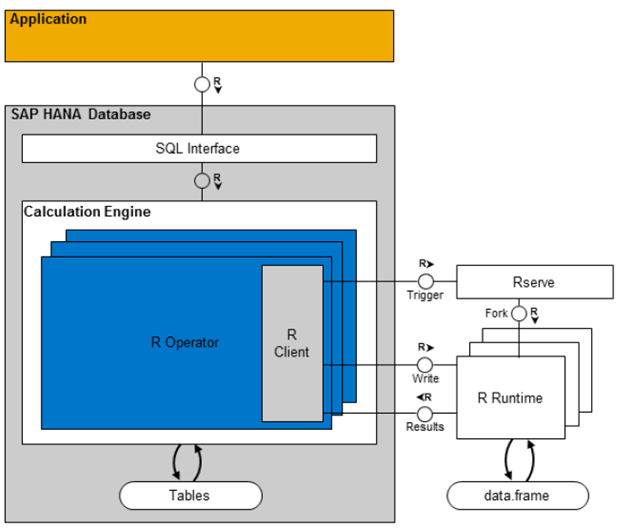 Application
R
SAP HANA Database
SQL Interface
R
Calculation Engine
R Operator
R
Client
R
Trigger
Rserve
Fork
R
R
Write
R
Results
R Runtime
Tables
data.frame